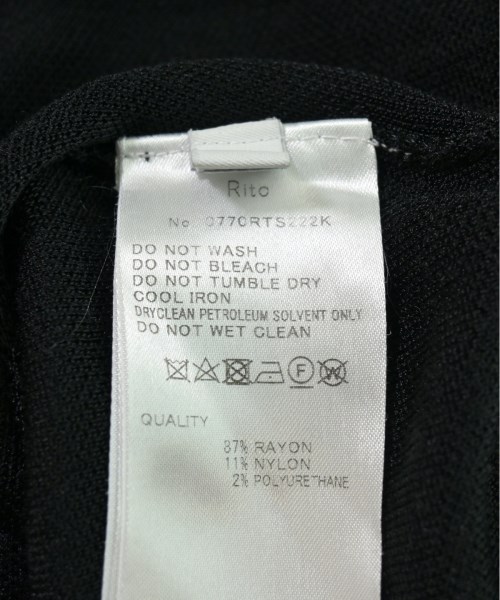 Rito
No 0770RTS222K
DO NOT WASH
DO NOT BLEACH
DO NOT TUMBLE DRY
COOL IRON
DRYCLEAN PETROLEUM SOLVENT ONLY
DO NOT WET CLEAN
F W
QUALITY
87% RAYON
11% NYLON
2% POLYURETHANE